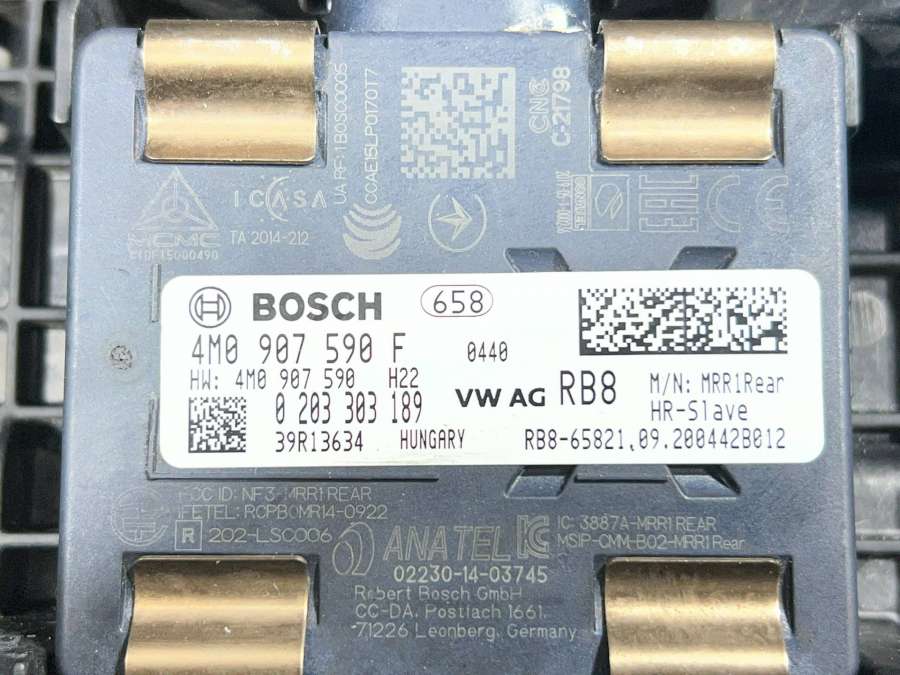 UA RF: 1BOSC0005
CCAE15LP0170T7
CNC
C-21798
ICASA
TA 2014-212
MCMC
EAC
CE
BOSCH
658
4M0 907 590 F
0440
HW: 4M0 907 590 H22
VW AG
RB8
M/N: MRR1Rear
0 203 303 189
HR-Slave
39R13634
HUNGARY
RB8-65821,09.200442B012
FCC ID: NF3-MRR1REAR
IFETEL: RCPBOMR14-0922
R 202-LSC006
ANATEL
02230-14-03745
IC: 3887A-MRR1REAR
MSIP-CMM-B02-MRR1Rear
Robert Bosch GmbH
CC-DA, Postfach 1661,
71226 Leonberg, Germany